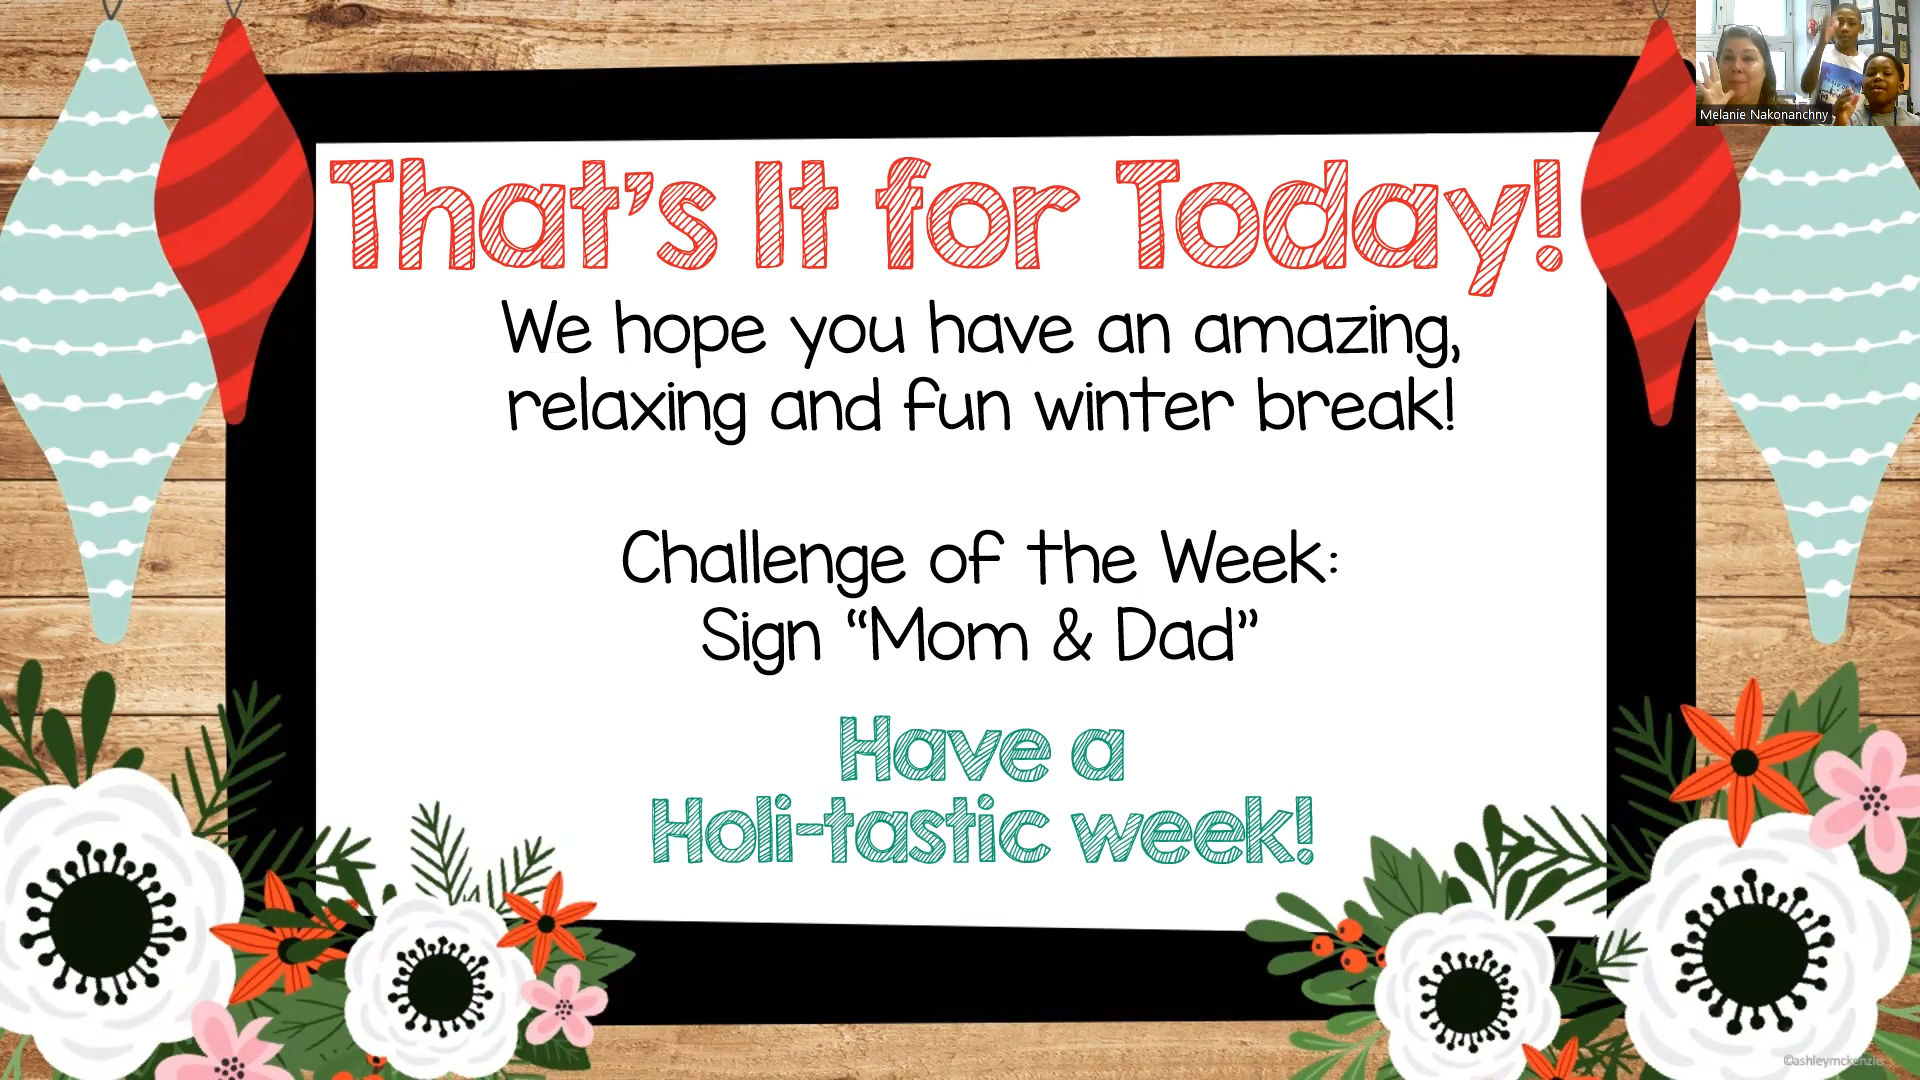 Melanie Nakonanchny
That's It for Today!
We hope you have an amazing,
relaxing and fun winter break!
Challenge of the Week:
Sign “Mom & Dad”
Have a
Holi-tastic week!
©ashleymckenzie